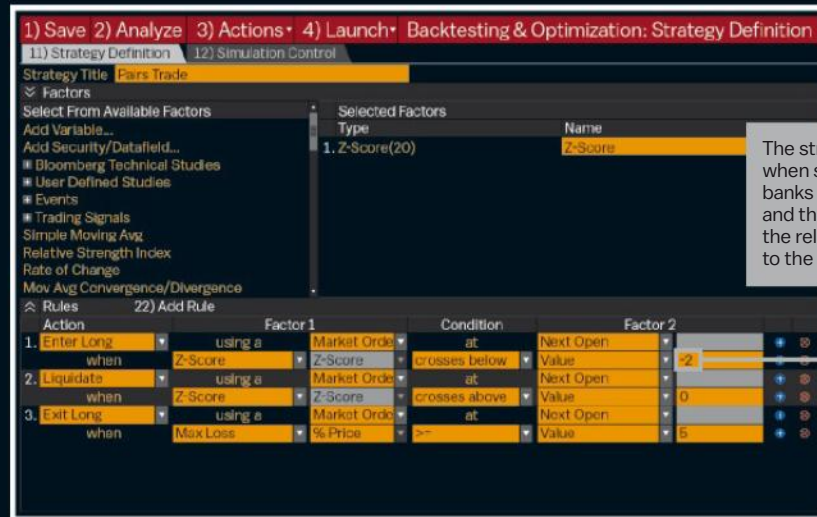 1) Save 2) Analyze 3) Actions 4) Launch Backtesting & Optimization: Strategy Definition
11) Strategy Definition 12) Simulation Control
Strategy Title Pairs Trade
Factors
Select From Available Factors Selected Factors
Type Name
Add Variable...
1. Z-Score(20) Z-Score
Add Security/Datafield...
Bloomberg Technical Studies
User Defined Studies
Events
Trading Signals
Simple Moving Avg
Relative Strength Index
Rate of Change
Mov Avg Convergence/Divergence
The st
when s
banks
and th
the rel
to the
Rules 22) Add Rule
Action Factor 1 Condition Factor 2
1. Enter Long using a Market Orde at Next Open
when Z-Score Z-Score crosses below Value -2
2. Liquidate using a Market Orde at Next Open
when Z-Score Z-Score crosses above Value 0
3. Exit Long using a Market Orde at Next Open
when Max Loss % Price >= Value 5